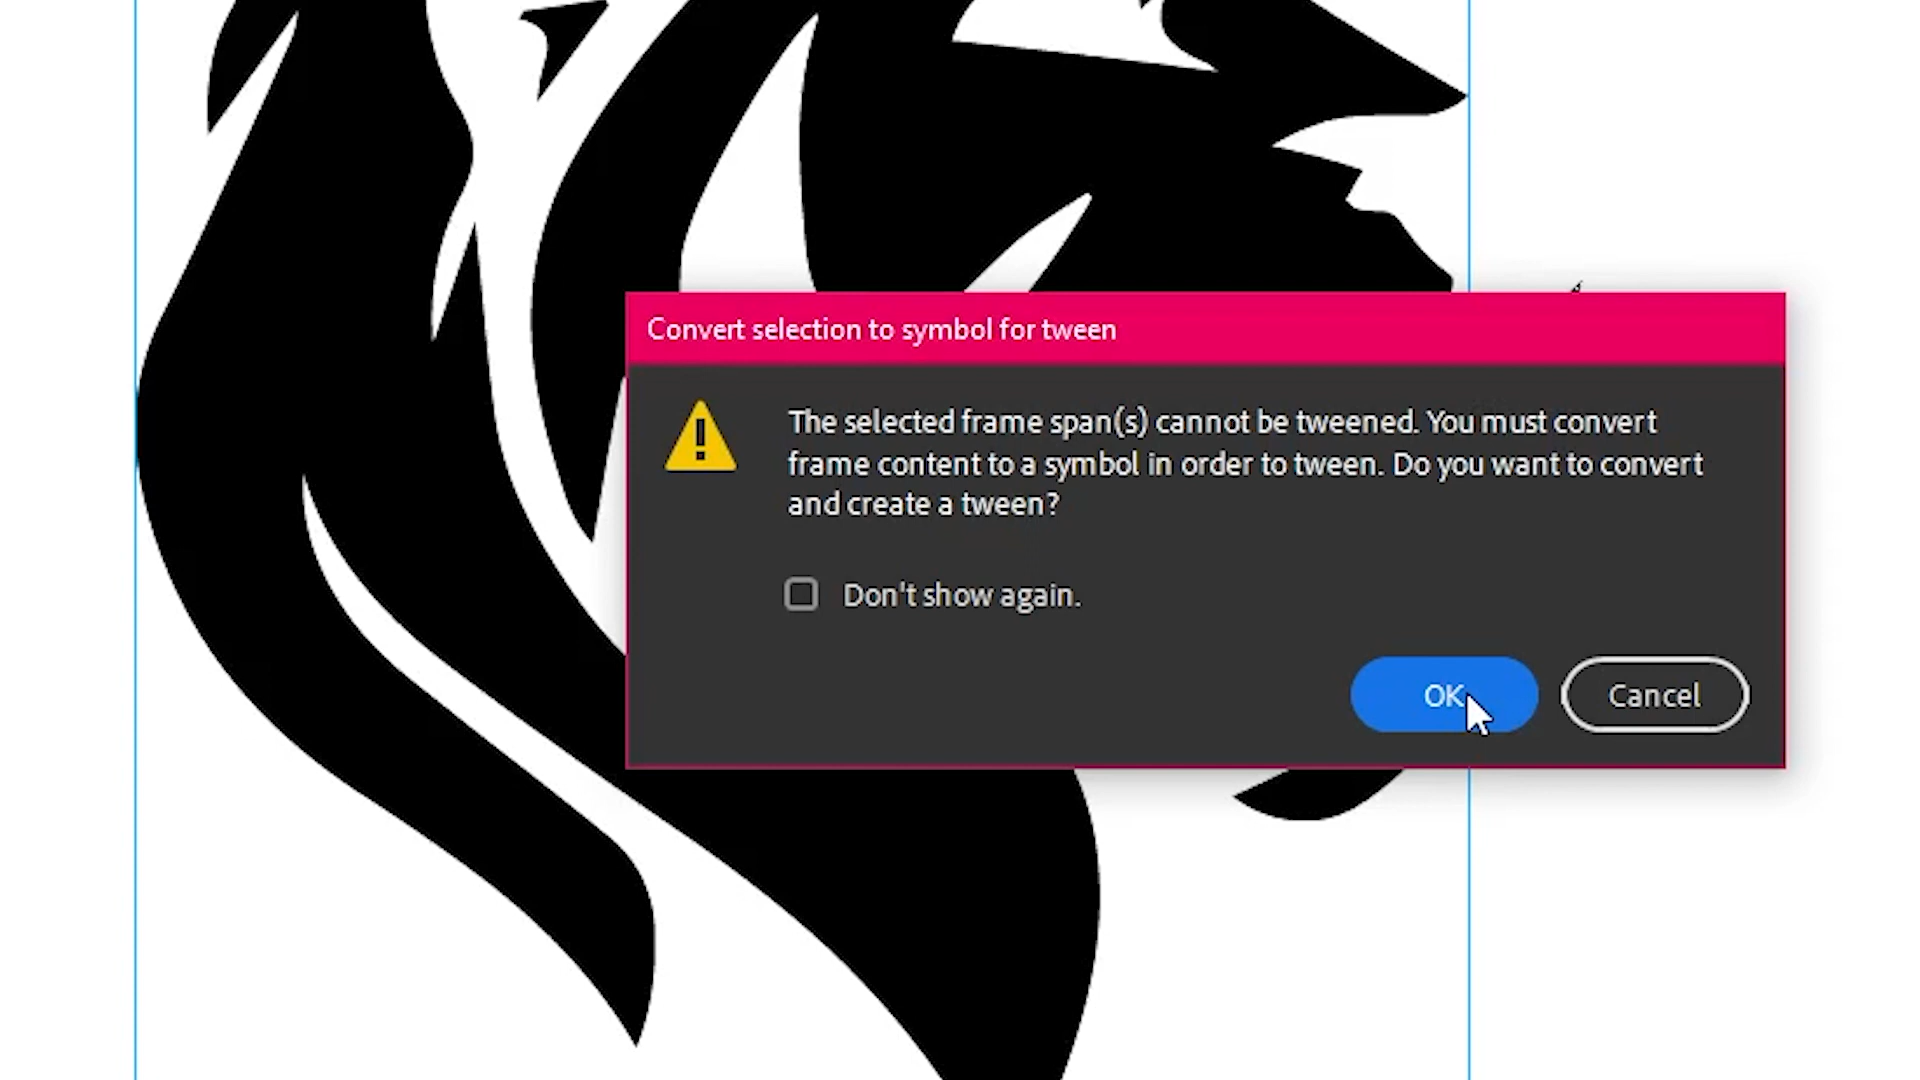 Convert selection to symbol for tween
The selected frame span(s) cannot be tweened. You must convert
frame content to a symbol in order to tween. Do you want to convert
and create a tween?
Don't show again.
OK
Cancel